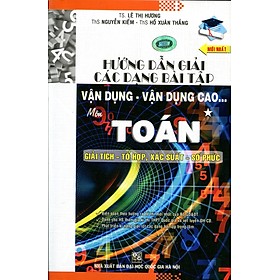 TS. LÊ THỊ HƯƠNG
ThS NGUYỄN KIẾM - ThS HỒ XUÂN THẮNG
MỚI NHẤT
HƯỚNG DẪN GIẢI
CÁC DẠNG BÀI TẬP
VẬN DỤNG - VẬN DỤNG CAO...
Môn
TOÁN
GIẢI TÍCH - TỔ HỢP, XÁC SUẤT - SỐ PHỨC
NHÀ XUẤT BẢN ĐẠI HỌC QUỐC GIA HÀ NỘI